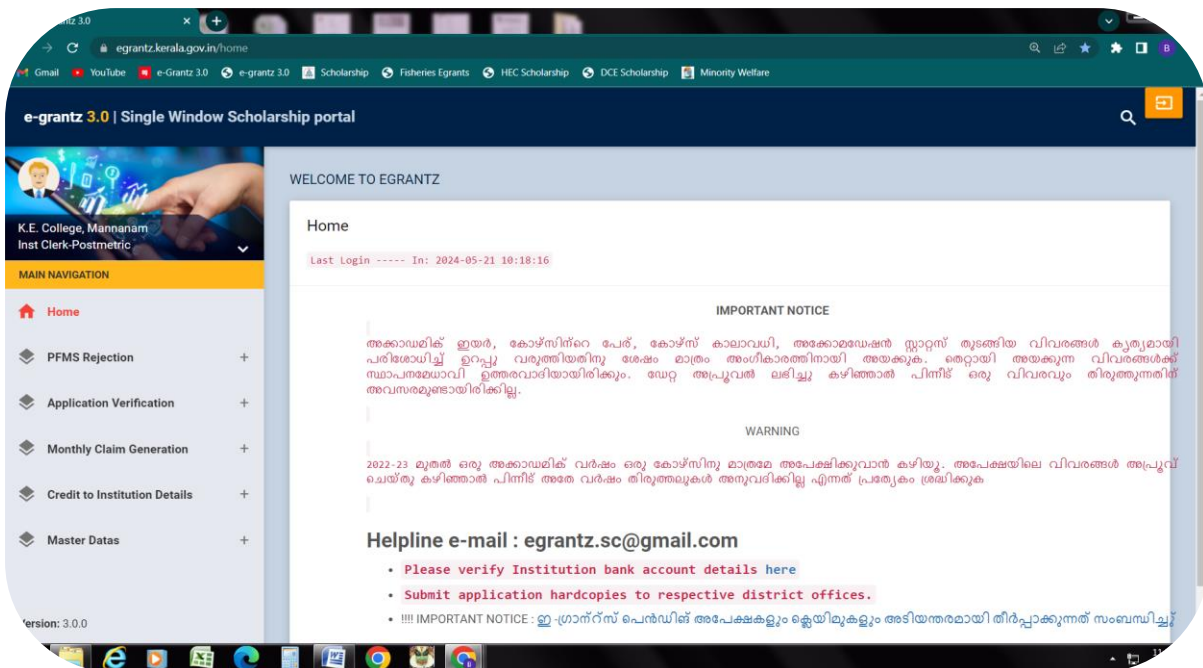 3.0
egrantz.kerala.gov.in/home
B
Gmail YouTube e-Grantz 3.0 e-grantz 3.0 Scholarship Fisheries Egrants HEC Scholarship DCE Scholarship Minority Welfare
e-grantz 3.0 | Single Window Scholarship portal
K.E. College, Mannanam
Inst Clerk-Postmetric
MAIN NAVIGATION
Home
PFMS Rejection +
Application Verification +
Monthly Claim Generation +
Credit to Institution Details +
Master Datas +
Version: 3.0.0
WELCOME TO EGRANTZ
Home
Last Login ----- In: 2024-05-21 10:18:16
IMPORTANT NOTICE
അക്കാഡമിക് ഇയർ, കോഴ്സിന്റെ പേര്, കോഴ്സ് കാലാവധി, അക്കോമഡേഷൻ സ്റ്റാറ്റസ് തുടങ്ങിയ വിവരങ്ങൾ കൃത്യമായി
പരിശോധിച്ച് ഉറപ്പു വരുത്തിയതിനു ശേഷം മാത്രം അംഗീകാരത്തിനായി അയക്കുക. തെറ്റായി അയക്കുന്ന വിവരങ്ങൾക്ക്
സ്ഥാപനമേധാവി ഉത്തരവാദിയായിരിക്കും. ഡേറ്റ അപ്രൂവൽ ലഭിച്ചു കഴിഞ്ഞാൽ പിന്നീട് ഒരു വിവരവും തിരുത്തുന്നതിന്
അവസരമുണ്ടായിരിക്കില്ല.
WARNING
2022-23 മുതൽ ഒരു അക്കാഡമിക് വർഷം ഒരു കോഴ്സിനു മാത്രമേ അപേക്ഷിക്കുവാൻ കഴിയൂ. അപേക്ഷയിലെ വിവരങ്ങൾ അപ്രൂവ്
ചെയ്തു കഴിഞ്ഞാൽ പിന്നീട് അതേ വർഷം തിരുത്തലുകൾ അനുവദിക്കില്ല എന്നത് പ്രത്യേകം ശ്രദ്ധിക്കുക
Helpline e-mail : egrantz.sc@gmail.com
Please verify Institution bank account details here
Submit application hardcopies to respective district offices.
!!!! IMPORTANT NOTICE : ഇ -ഗ്രാന്റ്സ് പെൻഡിങ് അപേക്ഷകളും ക്ലെയിമുകളും അടിയന്തരമായി തീർപ്പാക്കുന്നത് സംബന്ധിച്ച്